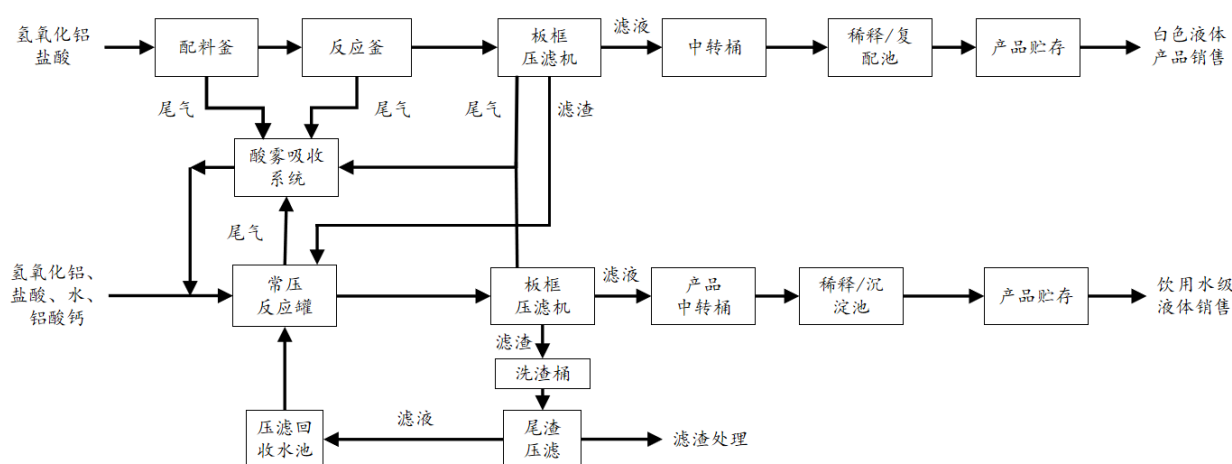 氢氧化铝
盐酸
配料釜
反应釜
板框
压滤机
滤液
中转桶
稀释/复
配池
产品贮存
白色液体
产品销售
尾气
尾气
尾气
滤渣
酸雾吸收
系统
尾气
氢氧化铝、
盐酸、水、
铝酸钙
常压
反应罐
板框
压滤机
滤液
产品
中转桶
稀释/沉
淀池
产品贮存
饮用水级
液体销售
滤渣
洗渣桶
压滤回
收水池
滤液
尾渣
压滤
滤渣处理